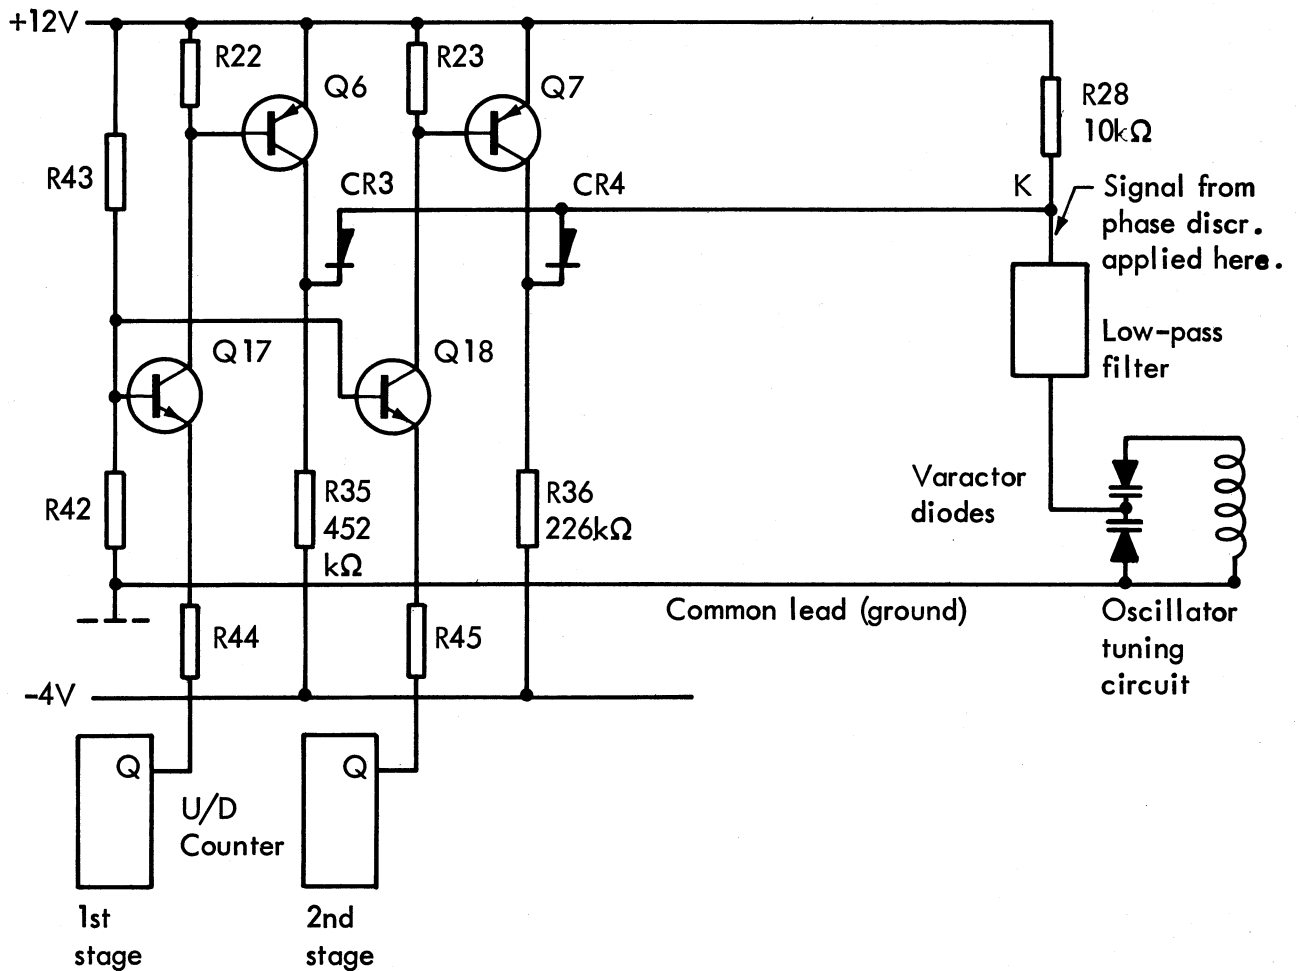 +12V
R22
Q6
R23
Q7
R28
10kΩ
R43
CR3
CR4
K
Signal from
phase discr.
applied here.
Q17
Q18
Low-pass
filter
R42
R35
452
kΩ
R36
226kΩ
Varactor
diodes
R44
R45
Common lead (ground)
Oscillator
tuning
circuit
-4V
Q
Q
U/D
Counter
1st
stage
2nd
stage